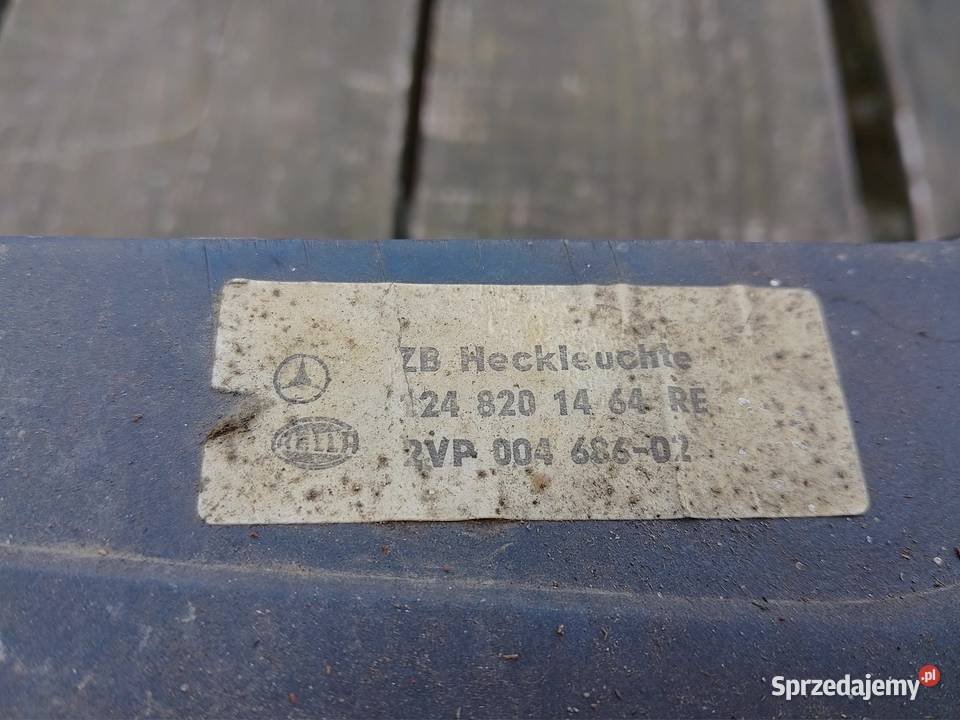 ZB Heckleuchte
124 820 14 64 RE
HELLA
2VP 004 686-02
Sprzedajemy.pl